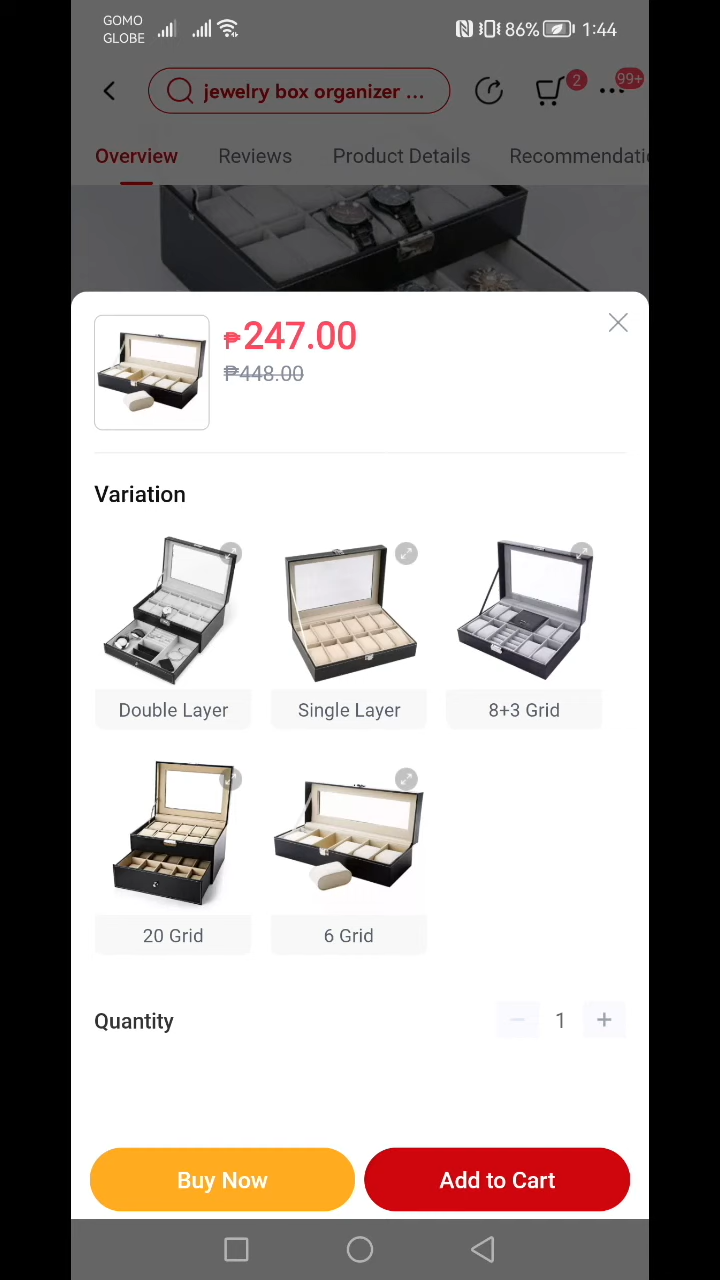 GOMO
GLOBE
86% 1:44
jewelry box organizer ...
2
99+
Overview Reviews Product Details Recommendati
₱247.00
₱448.00
Variation
Double Layer Single Layer 8+3 Grid
20 Grid 6 Grid
Quantity 1
Buy Now Add to Cart